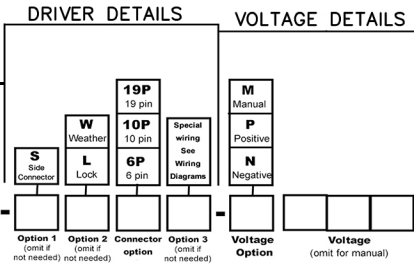 DRIVER DETAILS
VOLTAGE DETAILS
19P
19 pin
10P
10 pin
6P
6 pin
W
Weather
L
Lock
S
Side
Connector
Special
wiring
See
Wiring
Diagrams
M
Manual
P
Positive
N
Negative
-
-
Option 1
(omit if
not needed)
Option 2
(omit if
not needed)
Connector
option
Option 3
(omit if
not needed)
Voltage
Option
Voltage
(omit for manual)